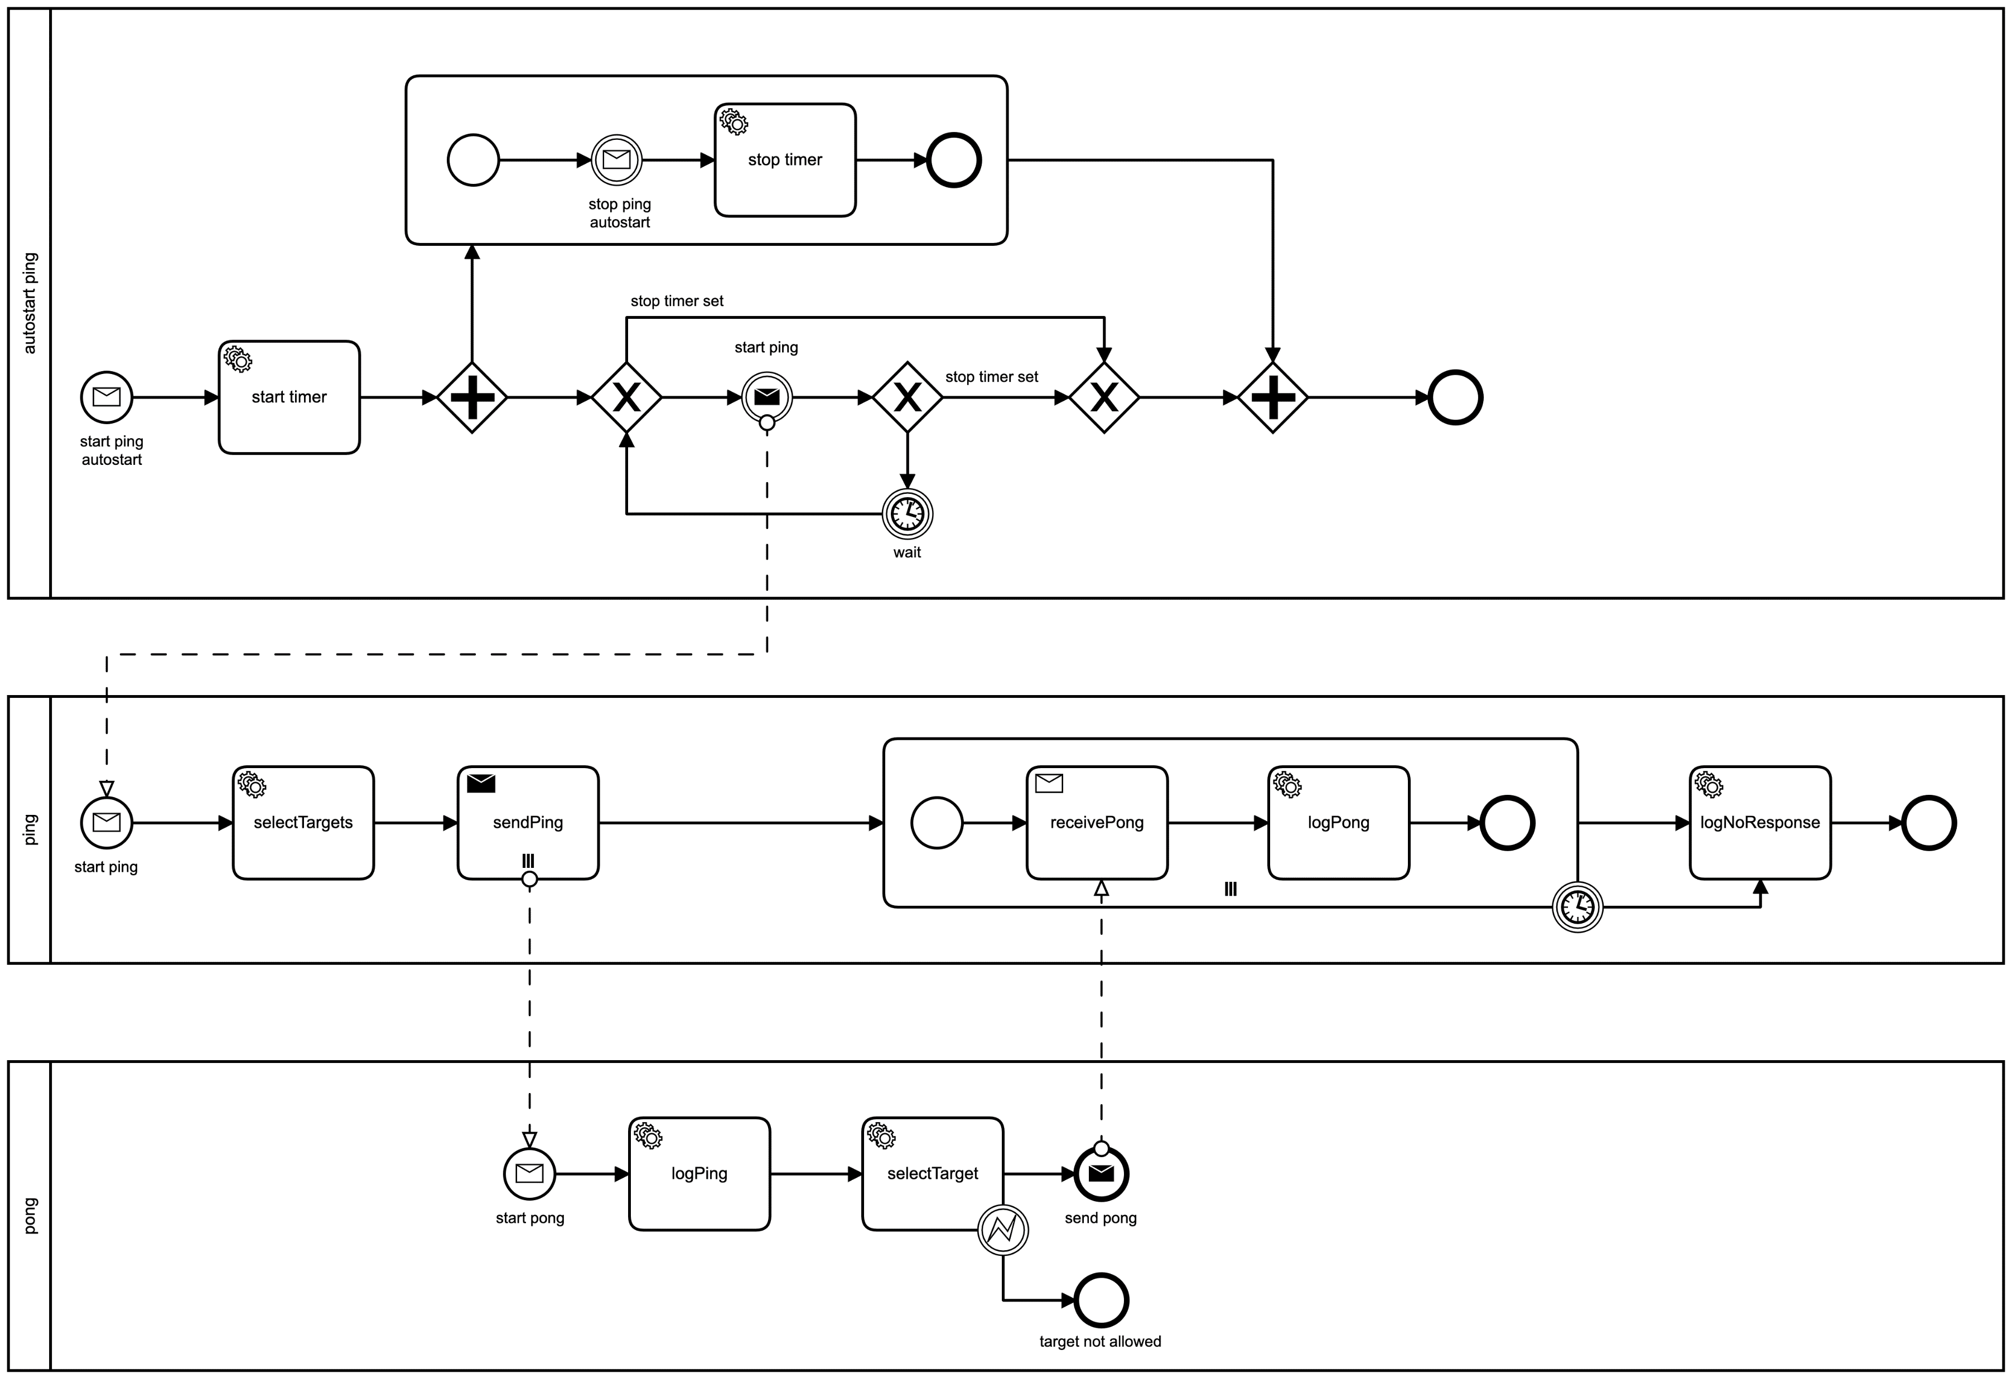 autostart ping
stop timer
stop ping
autostart
stop timer set
start ping
stop timer set
start timer
start ping
autostart
wait
ping
selectTargets
sendPing
receivePong
logPong
logNoResponse
start ping
pong
logPing
selectTarget
start pong
send pong
target not allowed